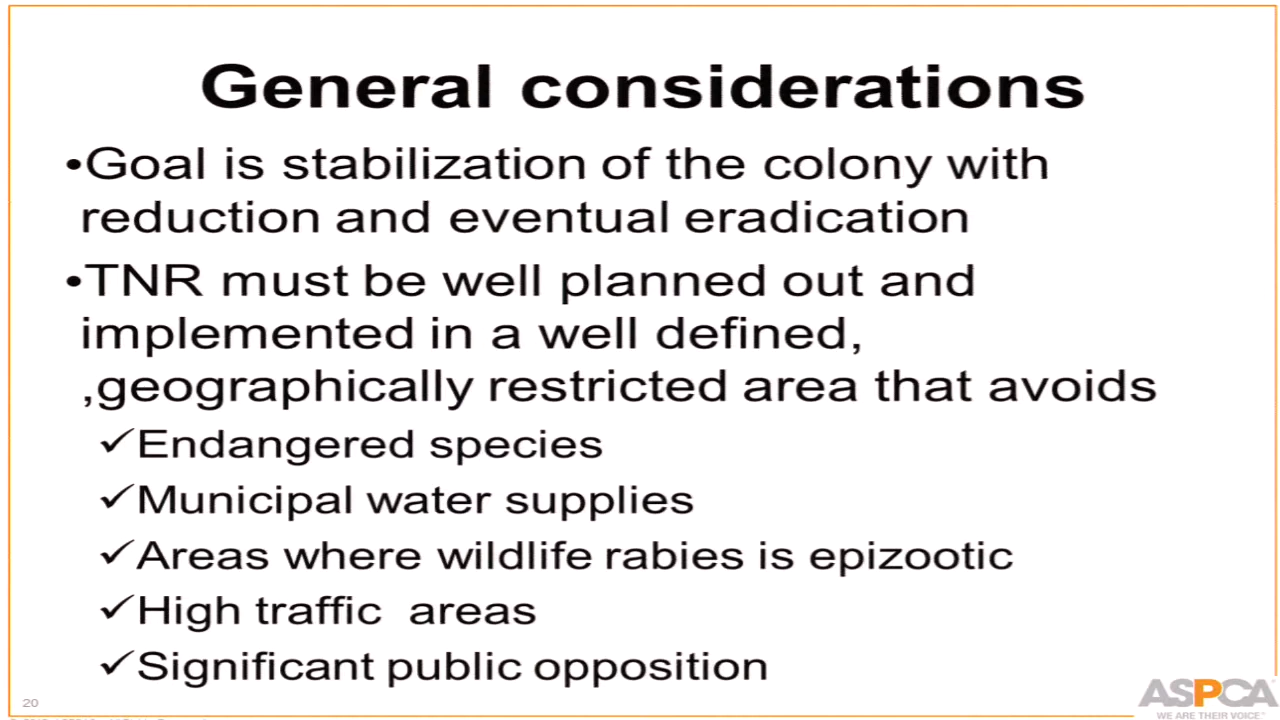 General considerations
•Goal is stabilization of the colony with
reduction and eventual eradication
•TNR must be well planned out and
implemented in a well defined,
,geographically restricted area that avoids
✓Endangered species
✓Municipal water supplies
✓Areas where wildlife rabies is epizootic
✓High traffic  areas
✓Significant public opposition
20
ASPCA®
WE ARE THEIR VOICE.®